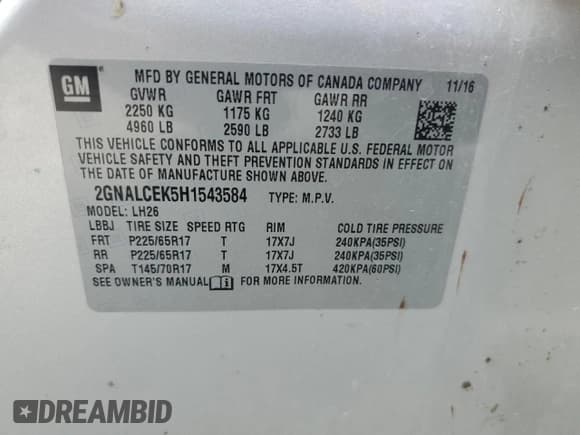 GM
MFD BY GENERAL MOTORS OF CANADA COMPANY 11/16
GVWR GAWR FRT GAWR RR
2250 KG 1175 KG 1240 KG
4960 LB 2590 LB 2733 LB
THIS VEHICLE CONFORMS TO ALL APPLICABLE U.S. FEDERAL MOTOR
VEHICLE SAFETY AND THEFT PREVENTION STANDARDS IN EFFECT ON
THE DATE OF MANUFACTURE SHOWN ABOVE.
2GNALCEK5H1543584 TYPE: M.P.V.
MODEL: LH26
LBBJ TIRE SIZE SPEED RTG RIM COLD TIRE PRESSURE
FRT P225/65R17 T 17X7J 240KPA(35PSI)
RR P225/65R17 T 17X7J 240KPA(35PSI)
SPA T145/70R17 M 17X4.5T 420KPA(60PSI)
SEE OWNER'S MANUAL FOR MORE INFORMATION.
DREAMBID